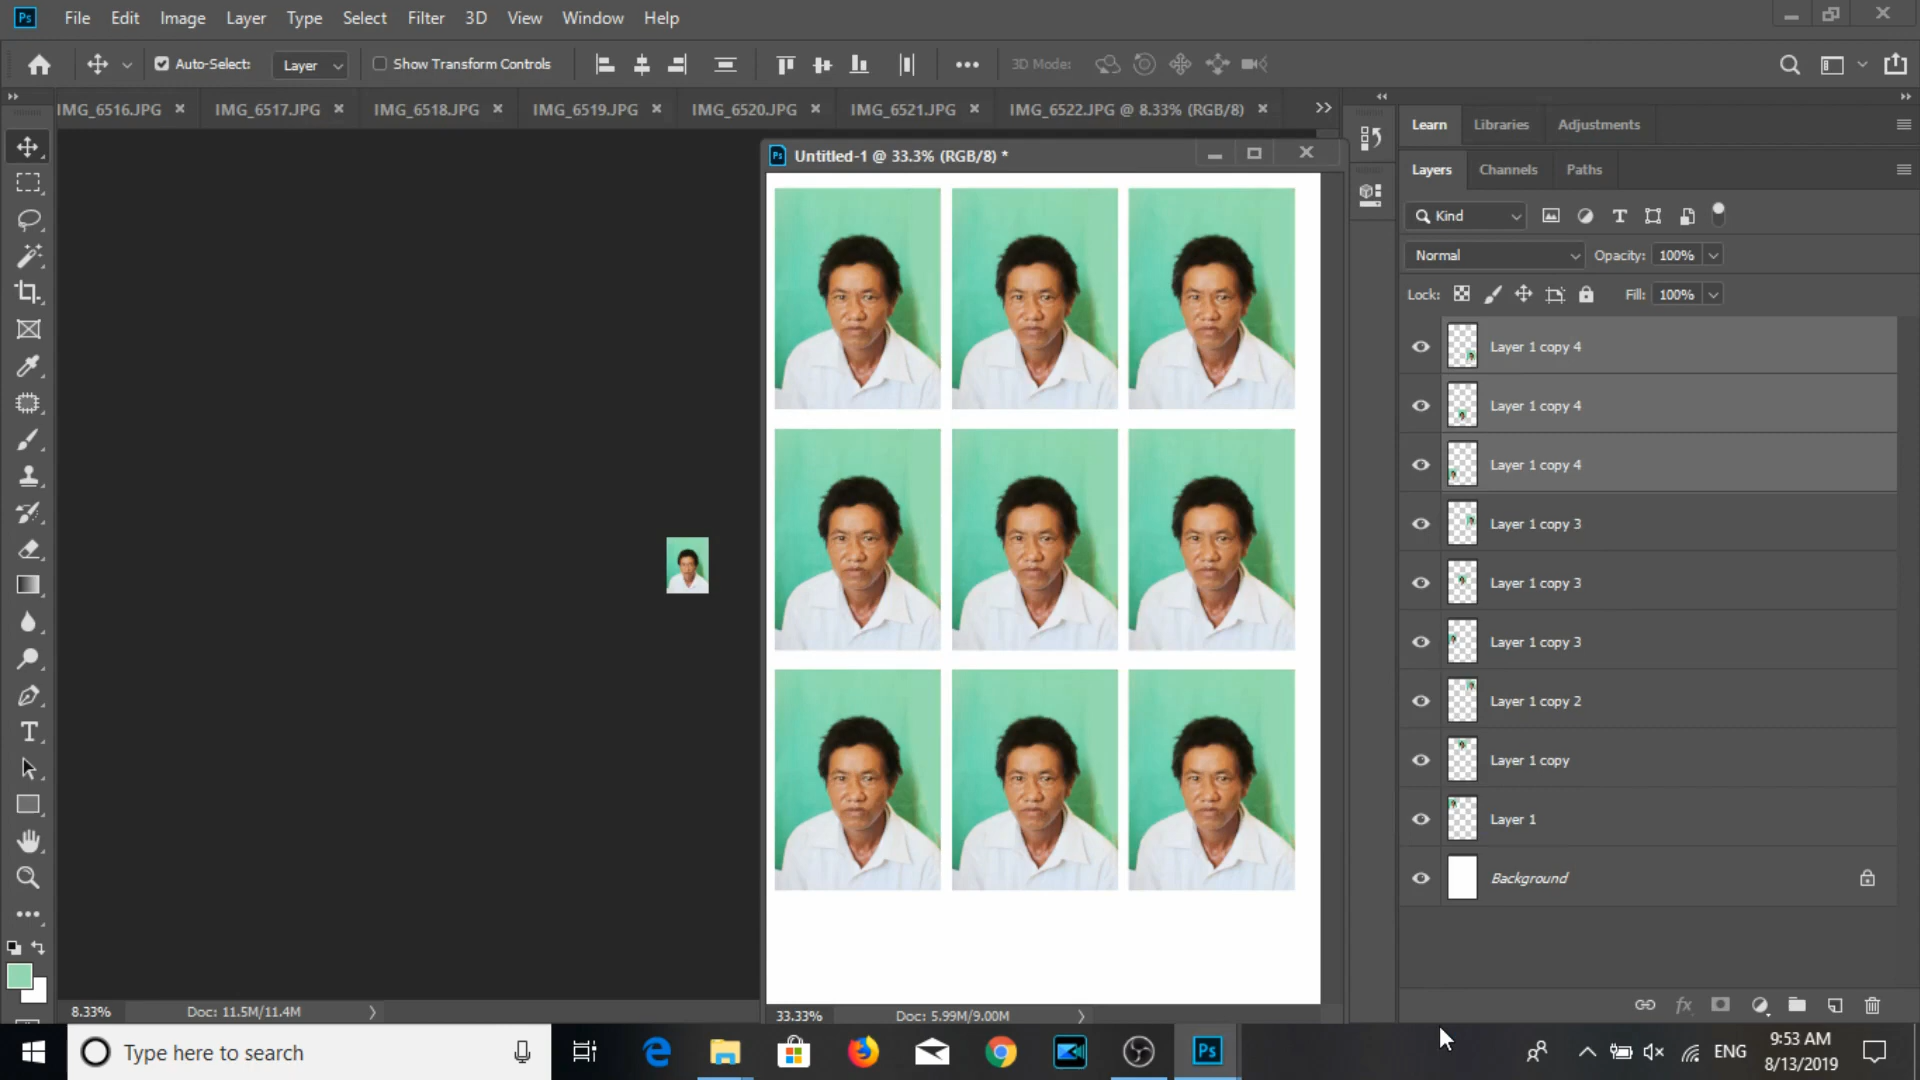 Ps File Edit Image Layer Type Select Filter 3D View Window Help
Auto-Select: Layer Show Transform Controls 3D Mode:
IMG_6516.JPG IMG_6517.JPG IMG_6518.JPG IMG_6519.JPG IMG_6520.JPG IMG_6521.JPG IMG_6522.JPG @ 8.33% (RGB/8)
Ps Untitled-1 @ 33.3% (RGB/8) *
Learn Libraries Adjustments
Layers Channels Paths
Kind
Normal Opacity: 100%
Lock: Fill: 100%
Layer 1 copy 4
Layer 1 copy 4
Layer 1 copy 4
Layer 1 copy 3
Layer 1 copy 3
Layer 1 copy 3
Layer 1 copy 2
Layer 1 copy
Layer 1
Background
8.33% Doc: 11.5M/11.4M
33.33% Doc: 5.99M/9.00M
Type here to search
Ps
ENG
9:53 AM
8/13/2019